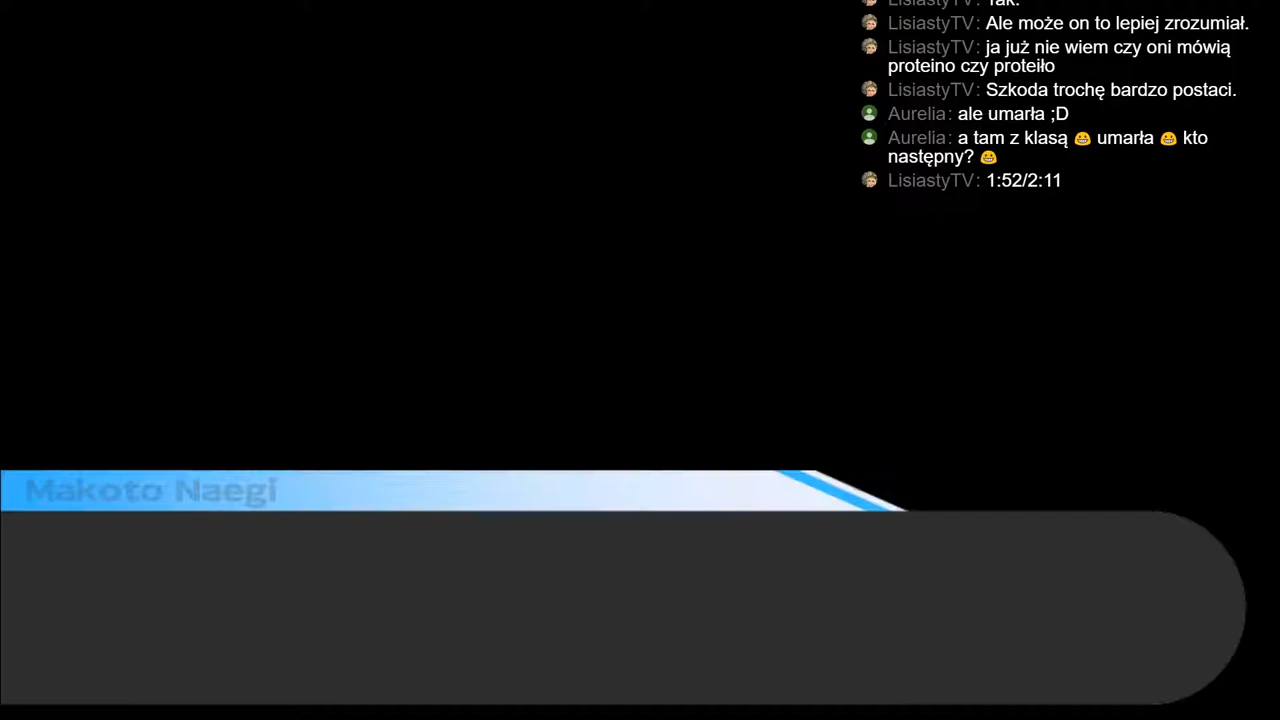 LisiastyTV: Tak.
LisiastyTV: Ale może on to lepiej zrozumiał.
LisiastyTV: ja już nie wiem czy oni mówią
proteino czy proteiło
LisiastyTV: Szkoda trochę bardzo postaci.
Aurelia: ale umarła ;D
Aurelia: a tam z klasą 😀 umarła 😀 kto
następny? 😀
LisiastyTV: 1:52/2:11
Makoto Naegi